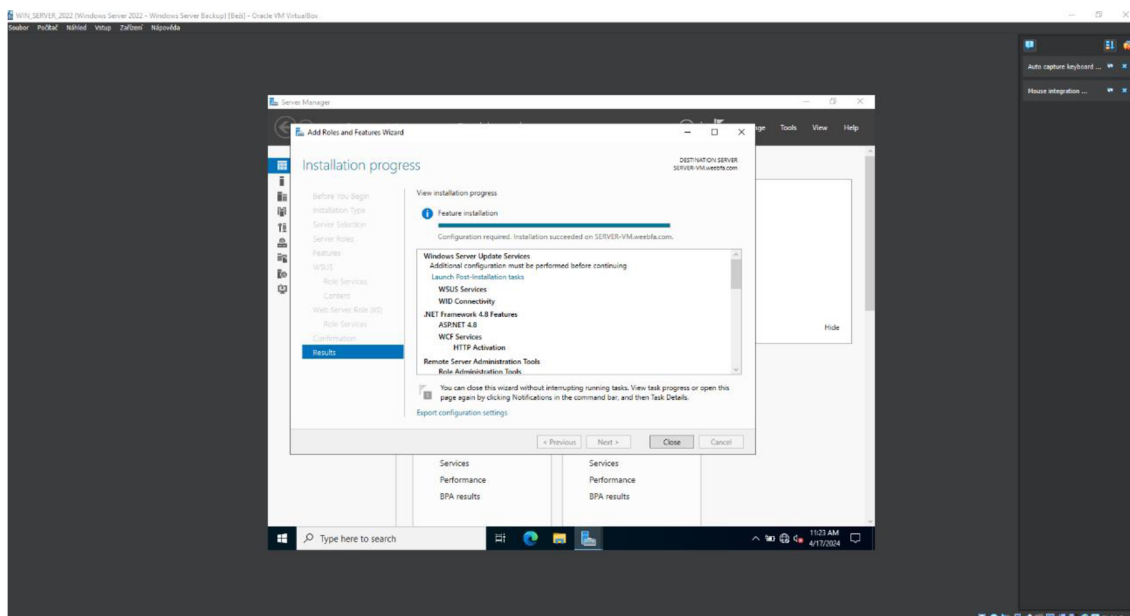 WIN_SERVER_2022 (Windows Server 2022 - Windows Server Backup) [Běží] - Oracle VM VirtualBox
Soubor Počítač Náhled Vstup Zařízení Nápověda
Auto capture keyboard ...
Mouse integration ...
Server Manager
Tools View Help
Add Roles and Features Wizard
Installation progress
DESTINATION SERVER
SERVER-VM.weebfa.com
Before You Begin
Installation Type
Server Selection
Server Roles
Features
WSUS
Role Services
Content
Web Server Role (IIS)
Role Services
Confirmation
Results
View installation progress
Feature installation
Configuration required. Installation succeeded on SERVER-VM.weebfa.com.
Windows Server Update Services
Additional configuration must be performed before continuing
Launch Post-Installation tasks
WSUS Services
WID Connectivity
.NET Framework 4.8 Features
ASP.NET 4.8
WCF Services
HTTP Activation
Remote Server Administration Tools
Role Administration Tools
You can close this wizard without interrupting running tasks. View task progress or open this
page again by clicking Notifications in the command bar, and then Task Details.
Export configuration settings
< Previous Next > Close Cancel
Hide
Services Services
Performance Performance
BPA results BPA results
Type here to search
11:23 AM
4/17/2024